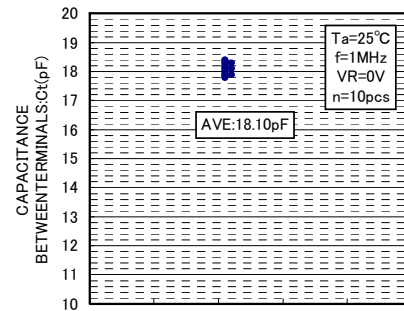 CAPACITANCE
BETWEENTERMINALS:Ct(pF)
20
19
18
17
16
15
14
13
12
11
10
Ta=25°C
f=1MHz
VR=0V
n=10pcs
AVE:18.10pF